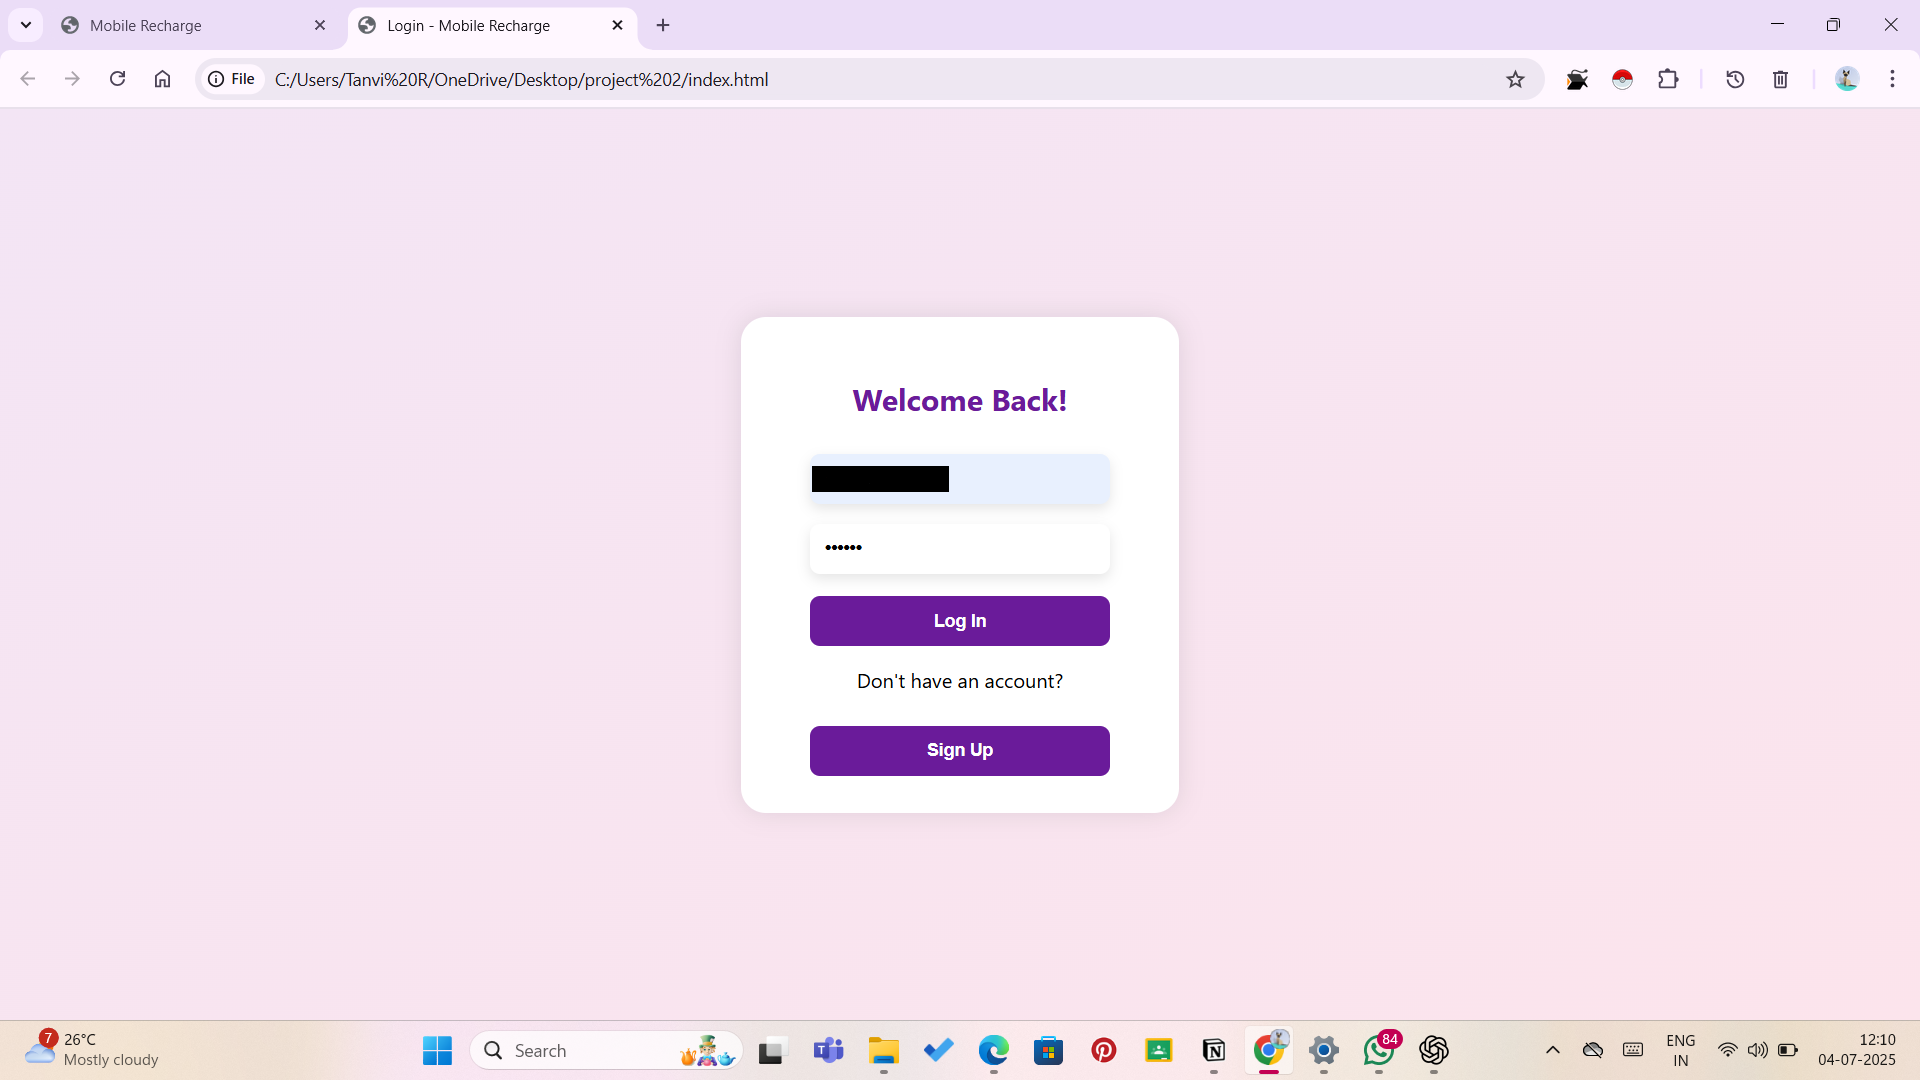 Mobile Recharge
Login - Mobile Recharge
File
C:/Users/Tanvi%20R/OneDrive/Desktop/project%202/index.html
Welcome Back!
••••••
Log In
Don't have an account?
Sign Up
7
26°C
Mostly cloudy
Search
84
ENG
IN
12:10
04-07-2025